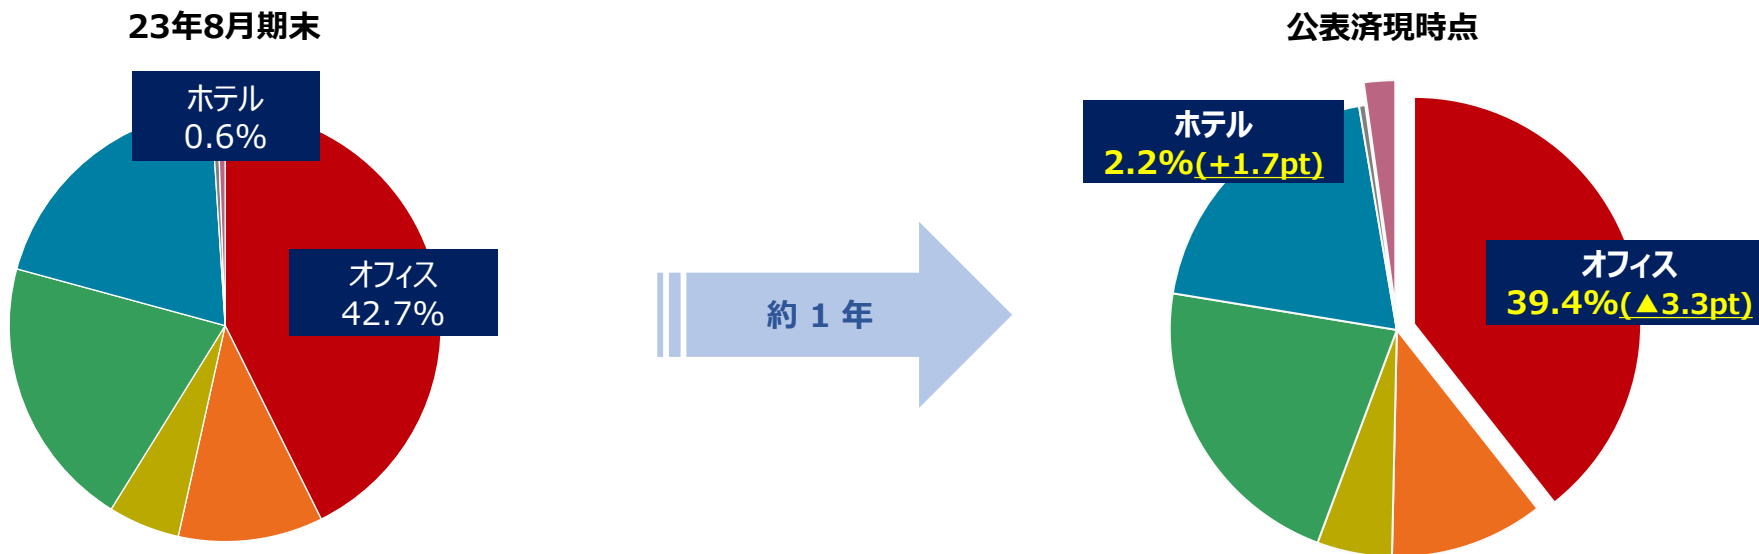 23年8月期末
ホテル
0.6%
オフィス
42.7%
約 1 年
公表済現時点
ホテル
2.2%(+1.7pt)
オフィス
39.4%(▲3.3pt)